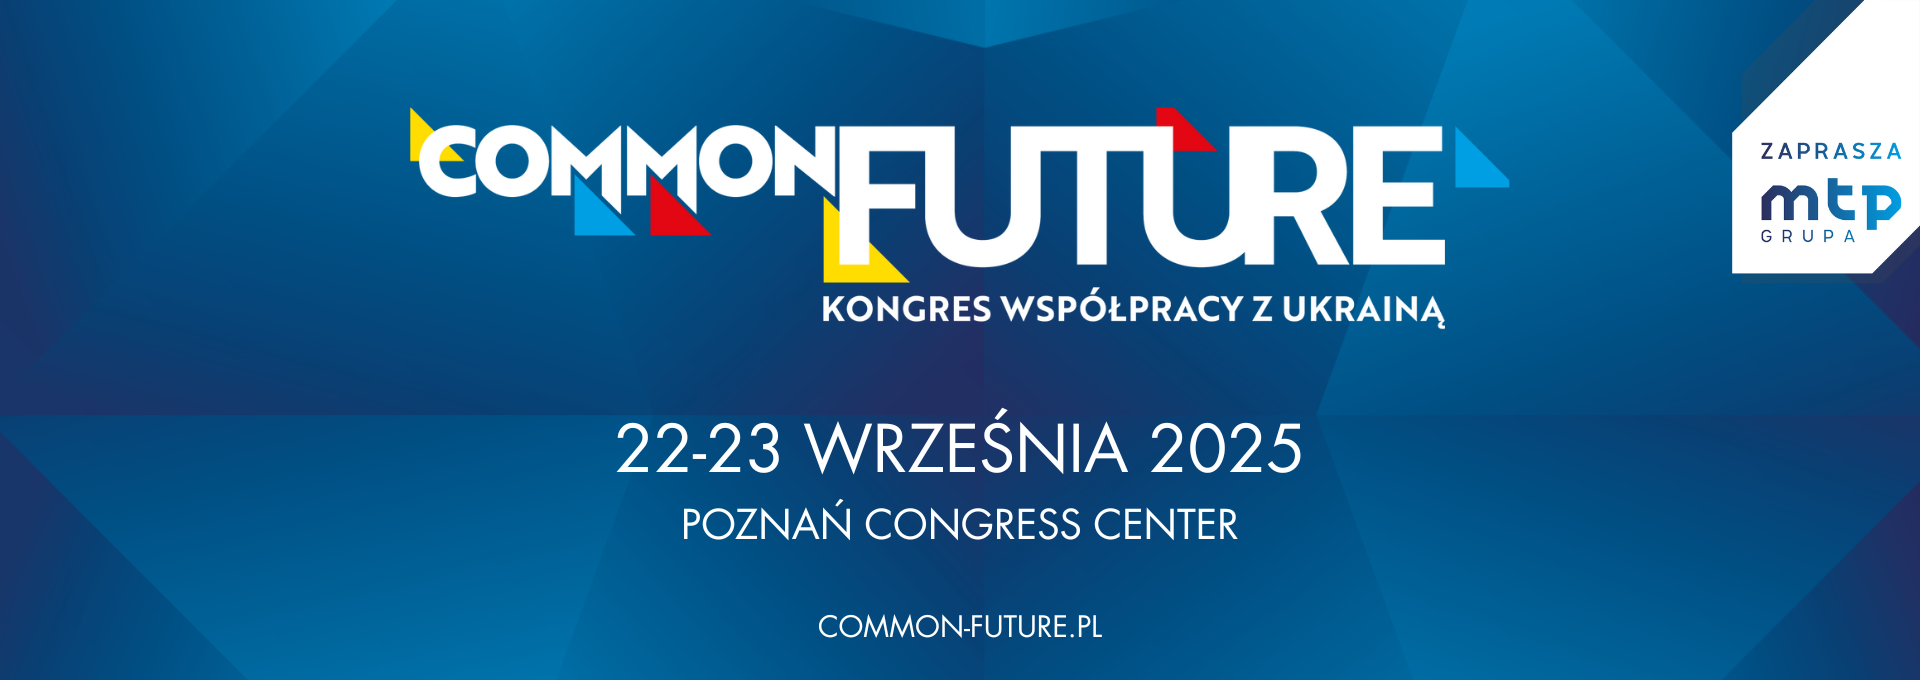 COMMON FUTURE
KONGRES WSPÓŁPRACY Z UKRAINĄ
22-23 WRZEŚNIA 2025
POZNAŃ CONGRESS CENTER
COMMON-FUTURE.PL
ZAPRASZA
mtp
GRUPA